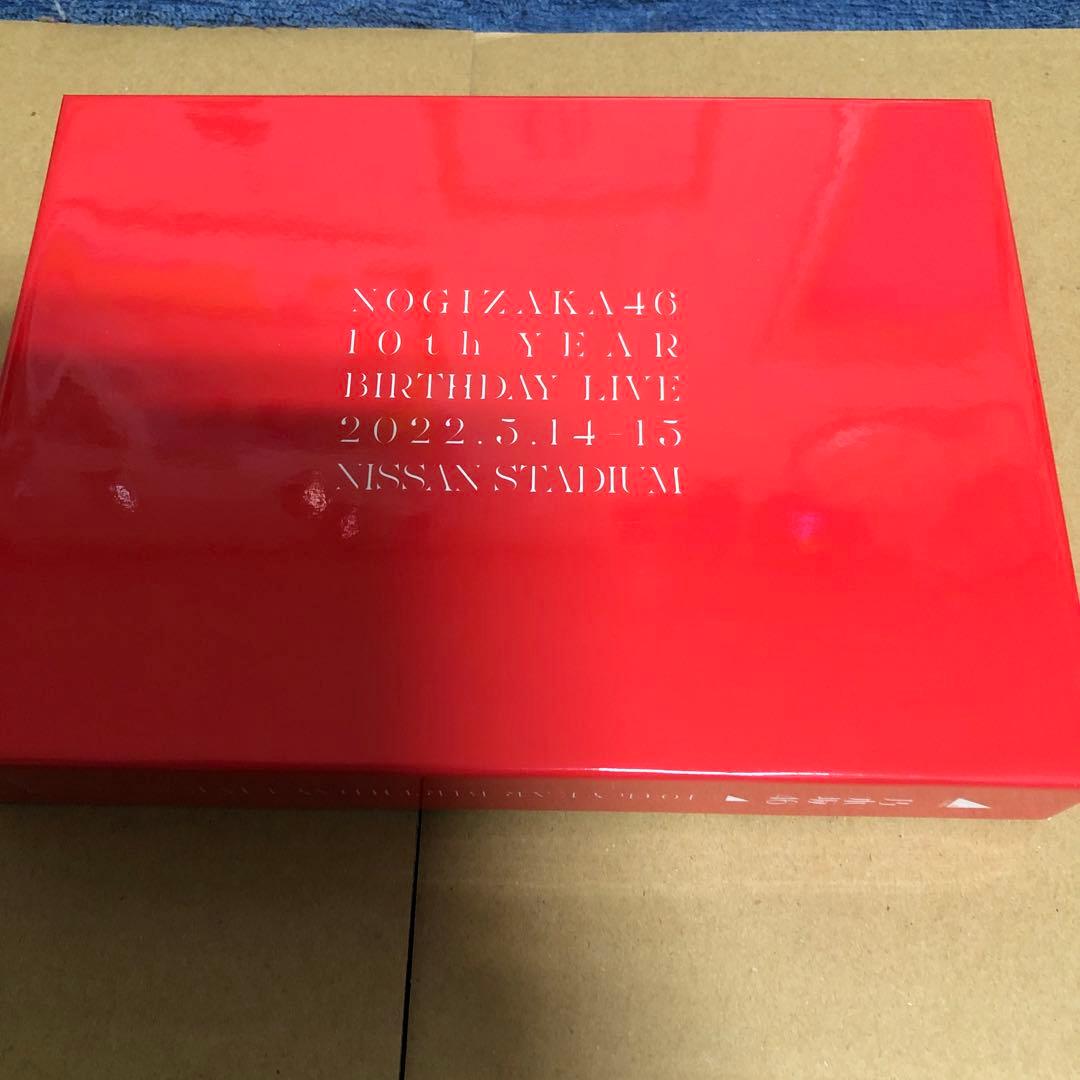 NOGIZAKA46
10th YEAR
BIRTHDAY LIVE
2022.5.14-15
NISSAN STADIUM